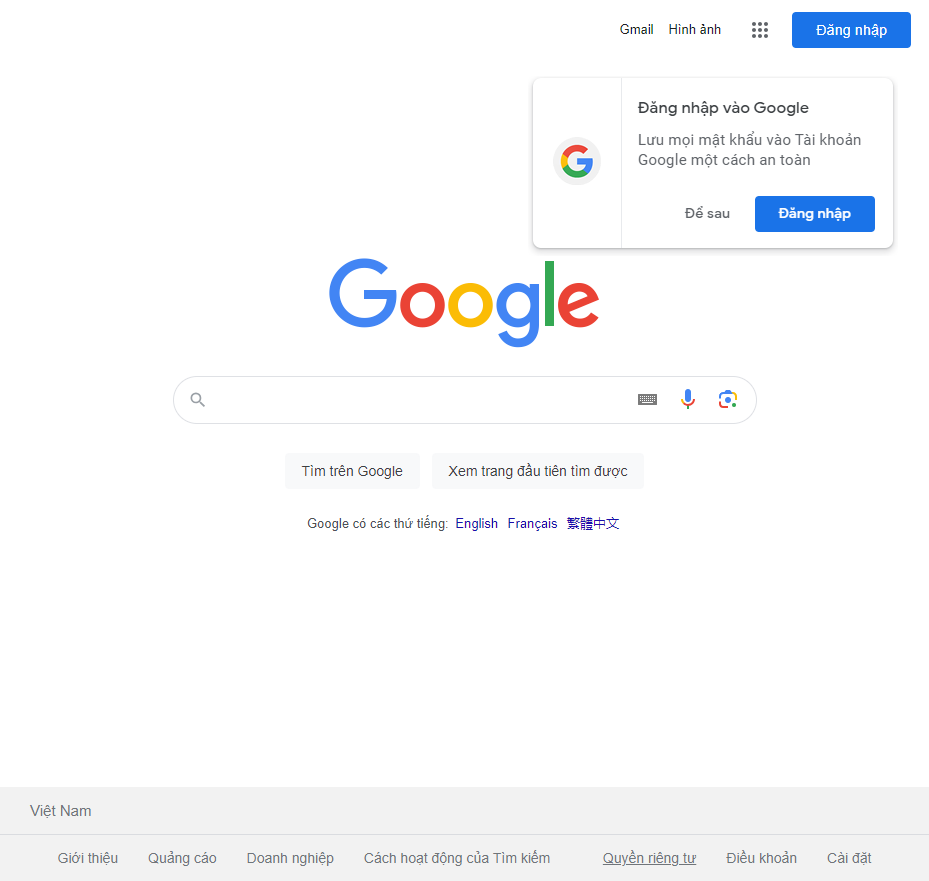 Gmail Hình ảnh Đăng nhập
Đăng nhập vào Google
Lưu mọi mật khẩu vào Tài khoản
Google một cách an toàn
Để sau Đăng nhập
Google
Tìm trên Google Xem trang đầu tiên tìm được
Google có các thứ tiếng: English Français 繁體中文
Việt Nam
Giới thiệu Quảng cáo Doanh nghiệp Cách hoạt động của Tìm kiếm Quyền riêng tư Điều khoản Cài đặt